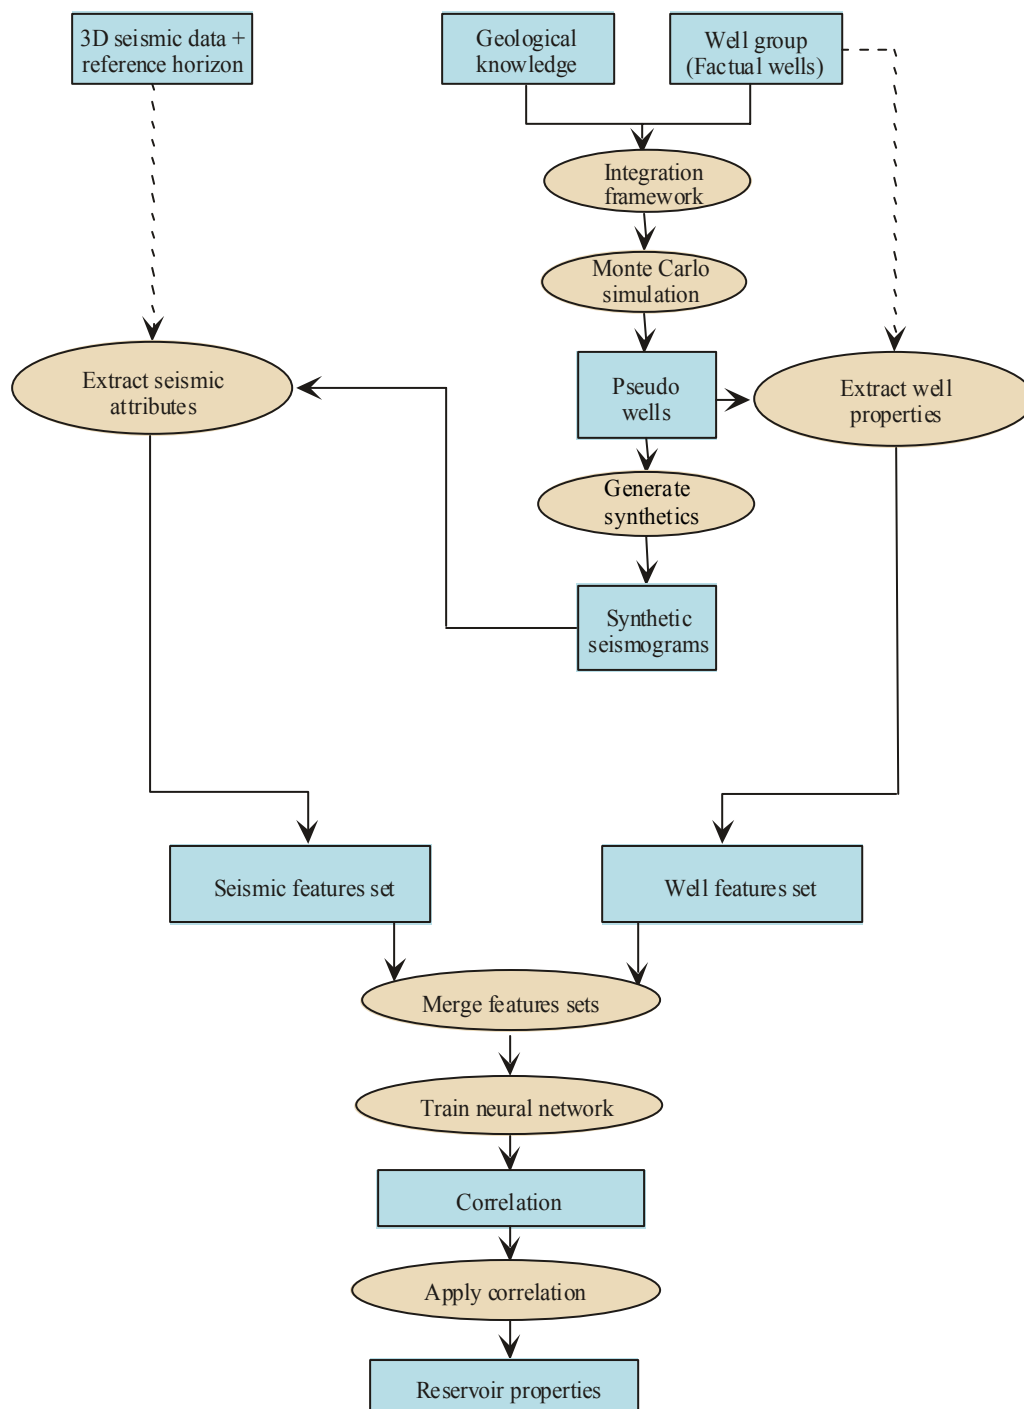 3D seismic data +
reference horizon
Geological
knowledge
Well group
(Factual wells)
Integration
framework
Monte Carlo
simulation
Extract seismic
attributes
Pseudo
wells
Extract well
properties
Generate
synthetics
Synthetic
seismograms
Seismic features set
Well features set
Merge features sets
Train neural network
Correlation
Apply correlation
Reservoir properties